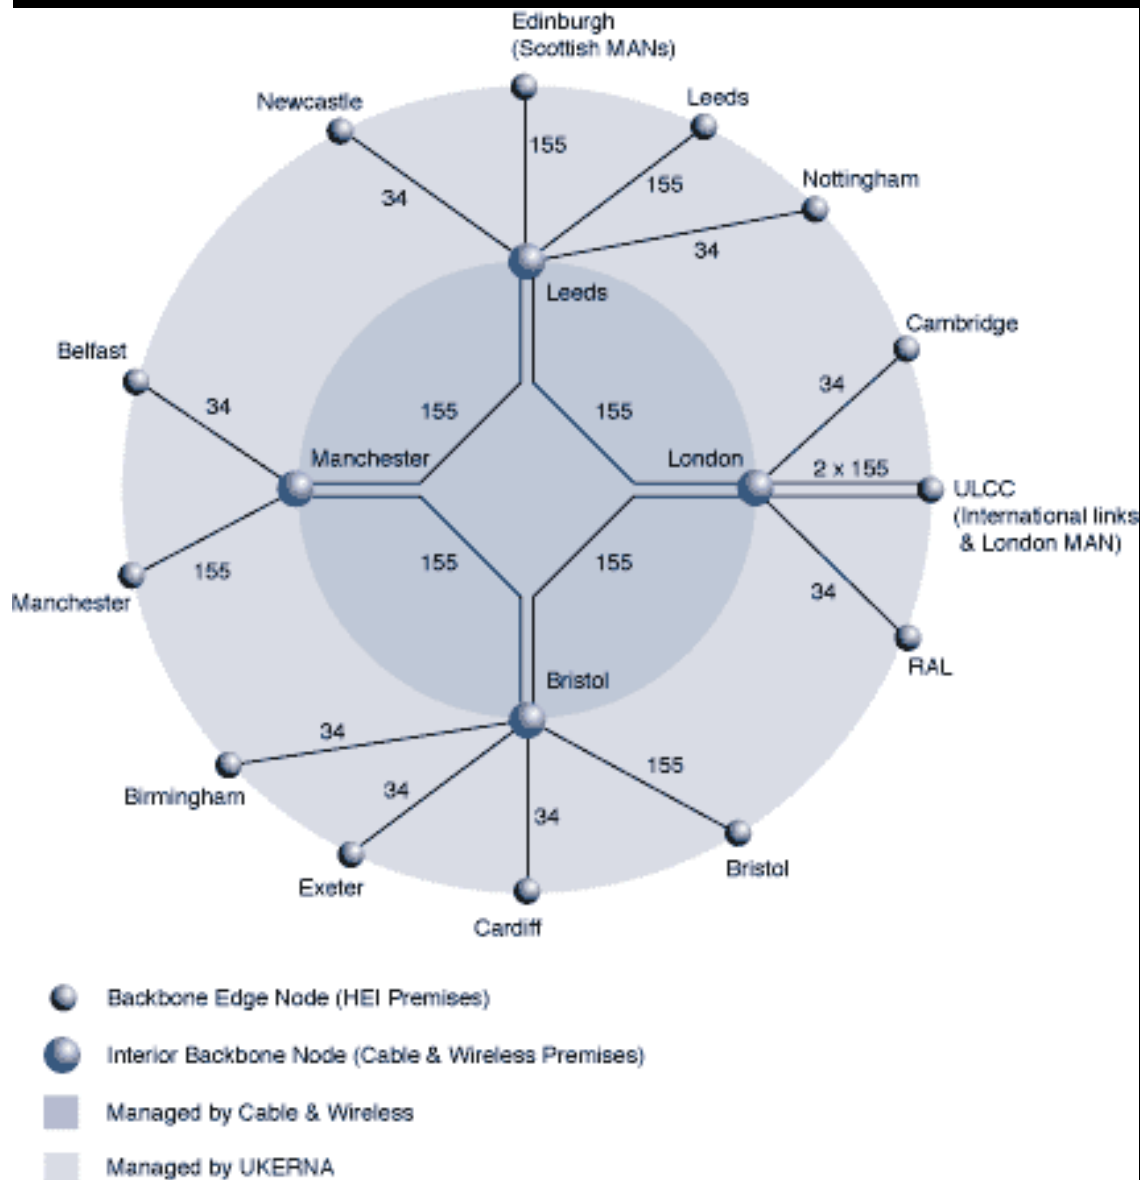 Edinburgh
(Scottish MANs)
Newcastle
Leeds
155
34
155
Nottingham
34
Leeds
Cambridge
Belfast
34
34
155
155
Manchester
London
2 x 155
ULCC
(International links
& London MAN)
155
155
155
34
Manchester
RAL
Bristol
34
155
Birmingham
34
34
Bristol
Exeter
Cardiff
Backbone Edge Node (HEI Premises)
Interior Backbone Node (Cable & Wireless Premises)
Managed by Cable & Wireless
Managed by UKERNA